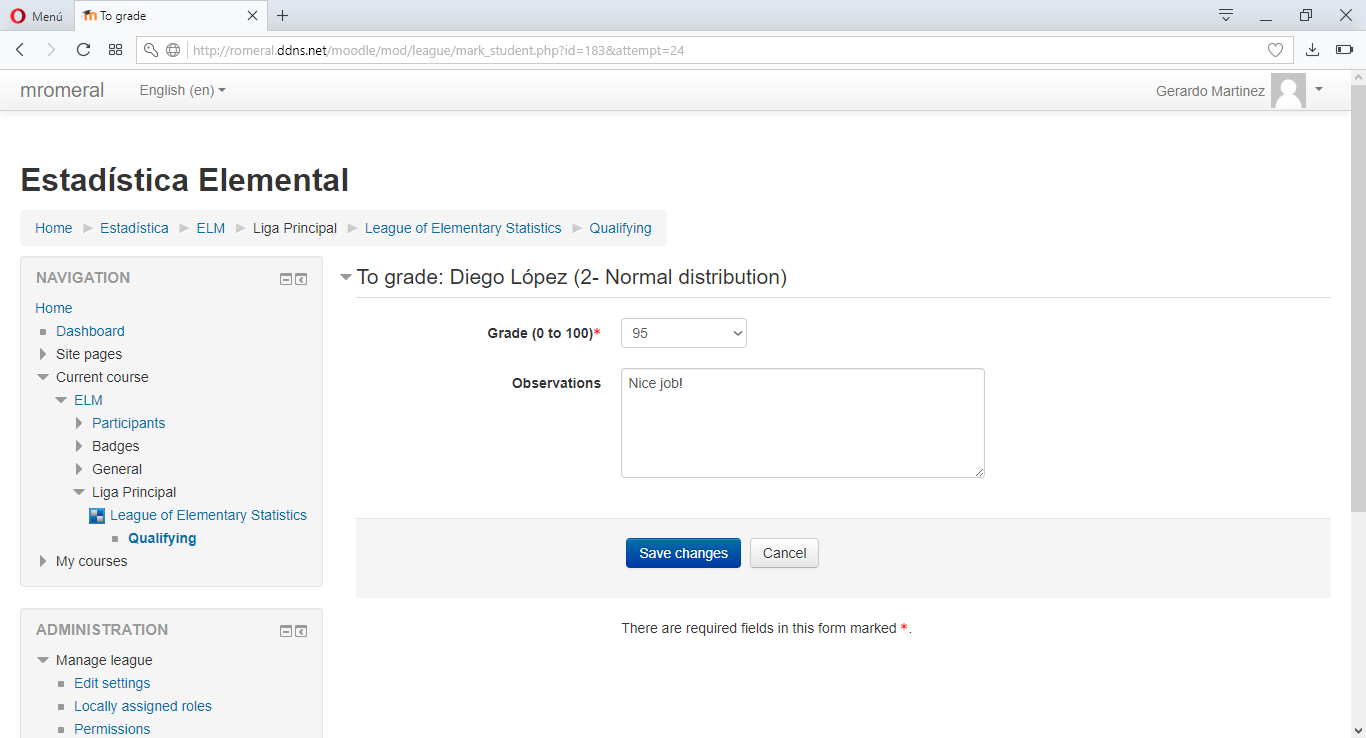 Menú
To grade
http://romeral.ddns.net/moodle/mod/league/mark_student.php?id=183&attempt=24
mromeral
English (en)
Gerardo Martinez
Estadística Elemental
Home Estadística ELM Liga Principal League of Elementary Statistics Qualifying
NAVIGATION
Home
Dashboard
Site pages
Current course
ELM
Participants
Badges
General
Liga Principal
League of Elementary Statistics
Qualifying
My courses
ADMINISTRATION
Manage league
Edit settings
Locally assigned roles
Permissions
To grade: Diego López (2- Normal distribution)
Grade (0 to 100)* 95
Observations Nice job!
Save changes Cancel
There are required fields in this form marked *.